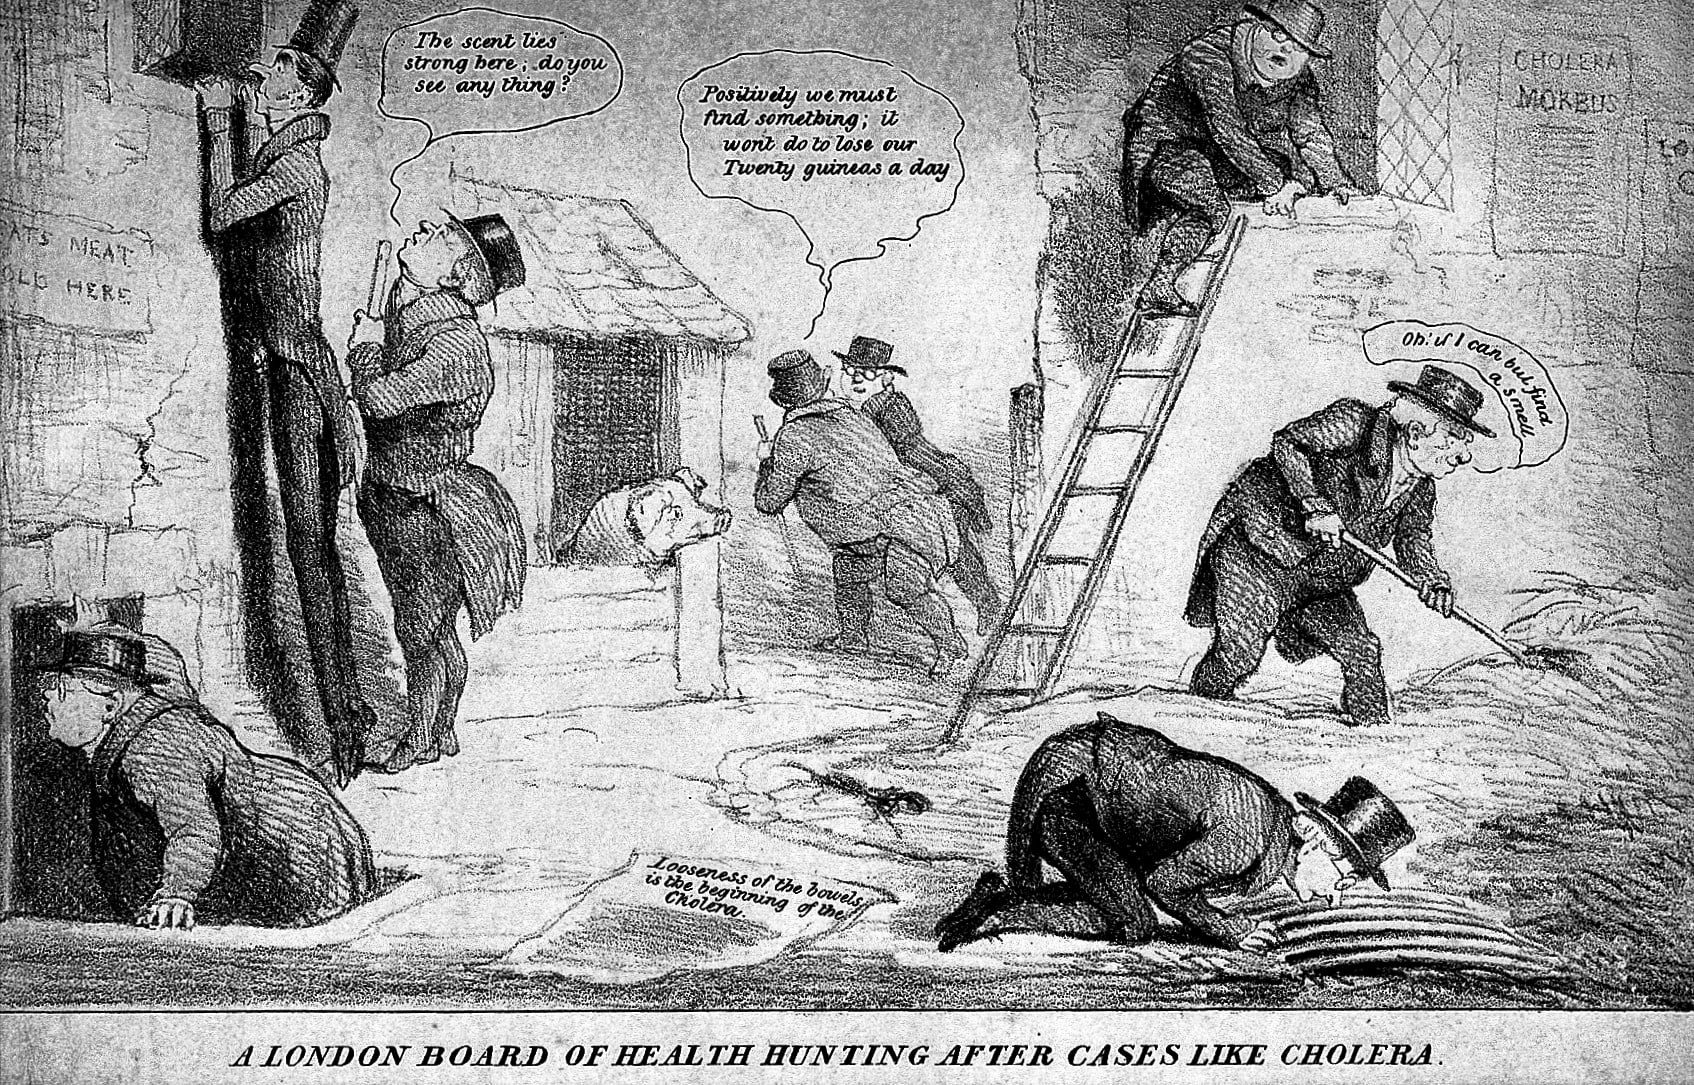 The scent lies
strong here; do you
see any thing?
Positively we must
find something; it
wont do to lose our
Twenty guineas a day
CHOLERA
MORBUS
ATS MEAT
OLD HERE
Oh! if I can but find
a smell
Looseness of the bowels
is the beginning of the
Cholera.
A LONDON BOARD OF HEALTH HUNTING AFTER CASES LIKE CHOLERA.